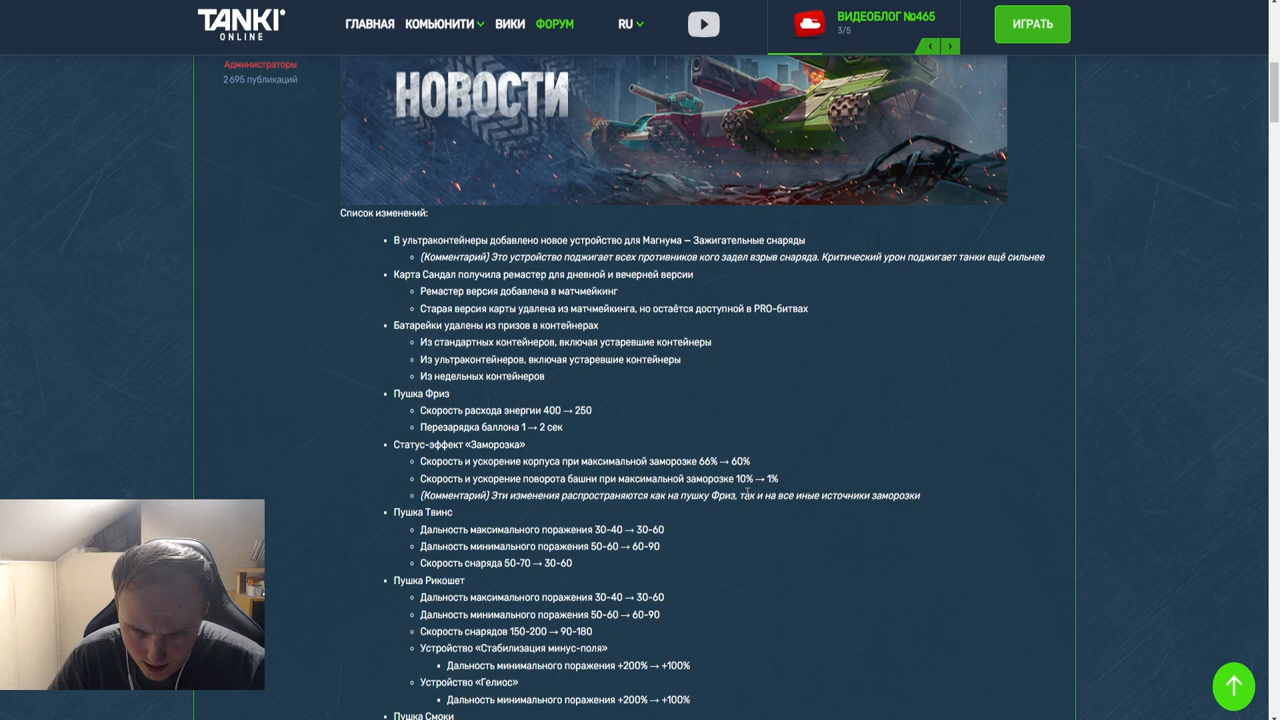 TANKI
ONLINE
ГЛАВНАЯ
КОМЬЮНИТИ
ВИКИ
ФОРУМ
RU
ВИДЕОБЛОГ №465
3/5
ИГРАТЬ
Администраторы
2 695 публикаций
НОВОСТИ
Список изменений:
В ультраконтейнеры добавлено новое устройство для Магнума — Зажигательные снаряды
(Комментарий) Это устройство поджигает всех противников кого задел взрыв снаряда. Критический урон поджигает танки ещё сильнее
Карта Сандал получила ремастер для дневной и вечерней версии
Ремастер версия добавлена в матчмейкинг
Старая версия карты удалена из матчмейкинга, но остаётся доступной в PRO-битвах
Батарейки удалены из призов в контейнерах
Из стандартных контейнеров, включая устаревшие контейнеры
Из ультраконтейнеров, включая устаревшие контейнеры
Из недельных контейнеров
Пушка Фриз
Скорость расхода энергии 400 → 250
Перезарядка баллона 1 → 2 сек
Статус-эффект «Заморозка»
Скорость и ускорение корпуса при максимальной заморозке 66% → 60%
Скорость и ускорение поворота башни при максимальной заморозке 10% → 1%
(Комментарий) Эти изменения распространяются как на пушку Фриз, так и на все иные источники заморозки
Пушка Твинс
Дальность максимального поражения 30-40 → 30-60
Дальность минимального поражения 50-60 → 60-90
Скорость снаряда 50-70 → 30-60
Пушка Рикошет
Дальность максимального поражения 30-40 → 30-60
Дальность минимального поражения 50-60 → 60-90
Скорость снарядов 150-200 → 90-180
Устройство «Стабилизация минус-поля»
Дальность минимального поражения +200% → +100%
Устройство «Гелиос»
Дальность минимального поражения +200% → +100%
Пушка Смоки